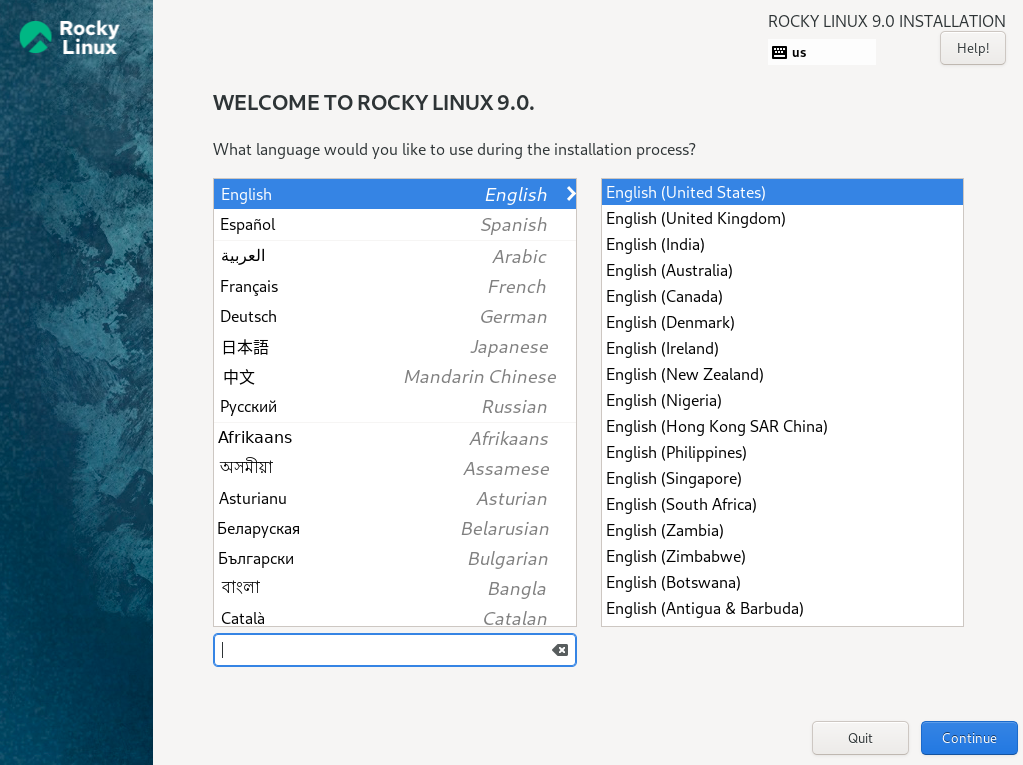 Rocky
Linux
ROCKY LINUX 9.0 INSTALLATION
us
Help!
WELCOME TO ROCKY LINUX 9.0.
What language would you like to use during the installation process?
English English
Español Spanish
العربية Arabic
Français French
Deutsch German
日本語 Japanese
中文 Mandarin Chinese
Русский Russian
Afrikaans Afrikaans
অসমীয়া Assamese
Asturianu Asturian
Беларуская Belarusian
Български Bulgarian
বাংলা Bangla
Català Catalan
English (United States)
English (United Kingdom)
English (India)
English (Australia)
English (Canada)
English (Denmark)
English (Ireland)
English (New Zealand)
English (Nigeria)
English (Hong Kong SAR China)
English (Philippines)
English (Singapore)
English (South Africa)
English (Zambia)
English (Zimbabwe)
English (Botswana)
English (Antigua & Barbuda)
Quit
Continue